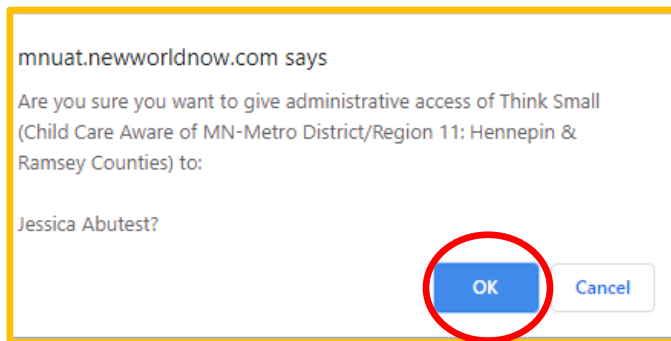 mnuat.newworldnow.com says
Are you sure you want to give administrative access of Think Small
(Child Care Aware of MN-Metro District/Region 11: Hennepin &
Ramsey Counties) to:
Jessica Abutest?
OK Cancel